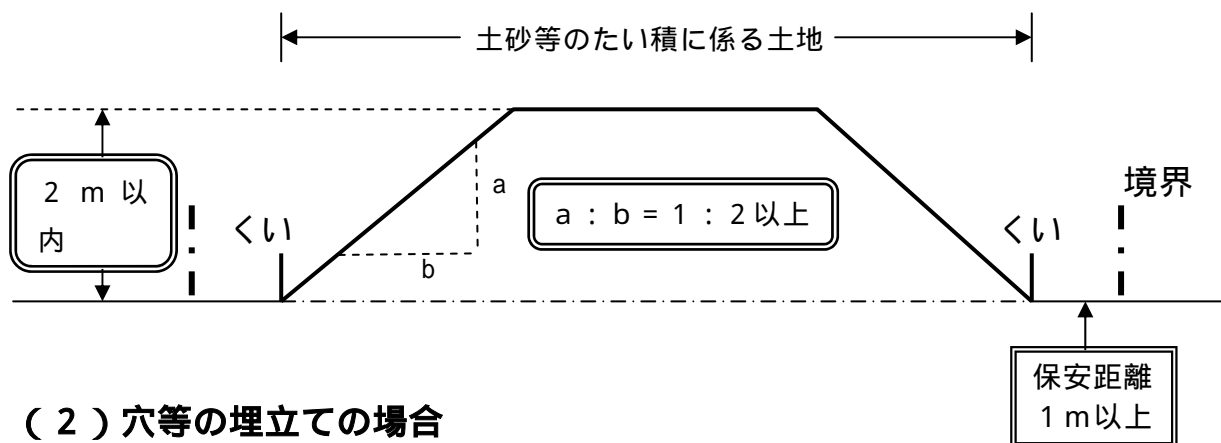 土砂等のたい積に係る土地
2 m 以
内
くい
a
b
a : b = 1 : 2 以上
くい
境界
保安距離
1 m以上
( 2 ) 穴等の埋立ての場合